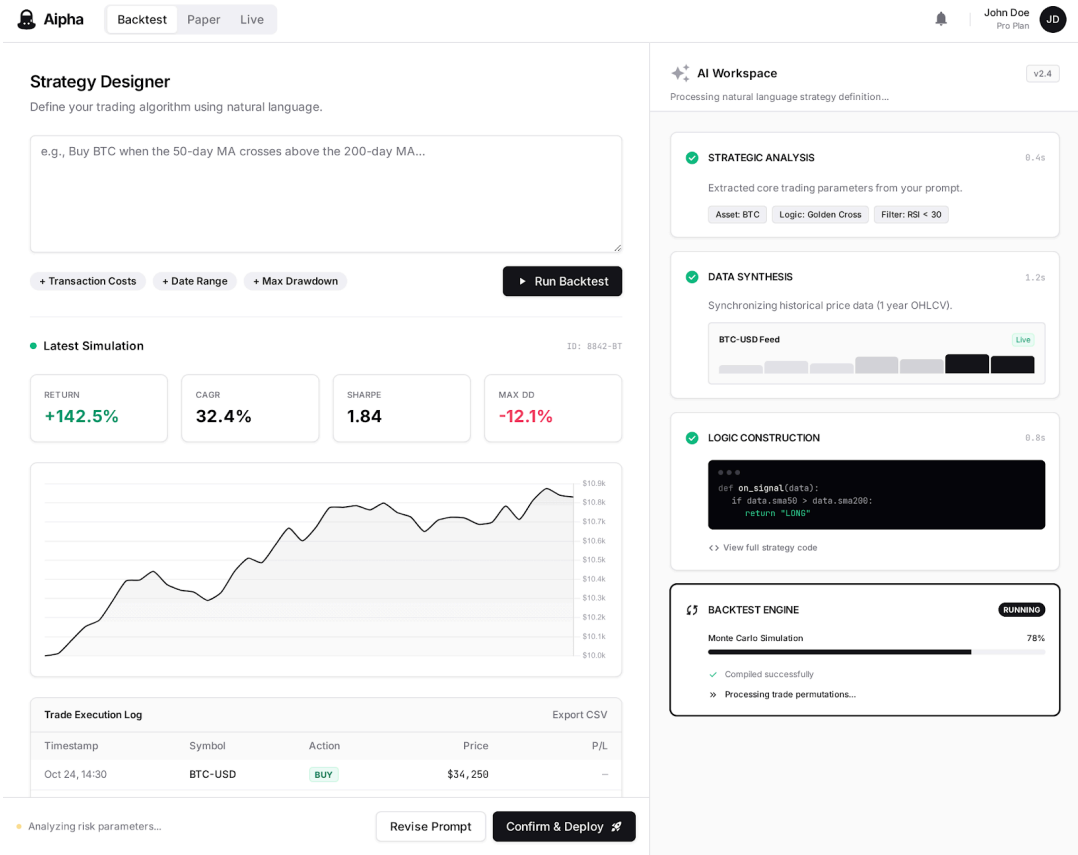 Aipha
Backtest
Paper
Live
John Doe
Pro Plan
JD
Strategy Designer
Define your trading algorithm using natural language.
e.g., Buy BTC when the 50-day MA crosses above the 200-day MA...
+ Transaction Costs
+ Date Range
+ Max Drawdown
Run Backtest
Latest Simulation
ID: 8842-BT
RETURN
+142.5%
CAGR
32.4%
SHARPE
1.84
MAX DD
-12.1%
$10.9k
$10.8k
$10.7k
$10.6k
$10.5k
$10.4k
$10.3k
$10.2k
$10.1k
$10.0k
Trade Execution Log
Export CSV
Timestamp
Symbol
Action
Price
P/L
Oct 24, 14:30
BTC-USD
BUY
$34,250
—
Analyzing risk parameters...
Revise Prompt
Confirm & Deploy
AI Workspace
v2.4
Processing natural language strategy definition...
STRATEGIC ANALYSIS
0.4s
Extracted core trading parameters from your prompt.
Asset: BTC
Logic: Golden Cross
Filter: RSI < 30
DATA SYNTHESIS
1.2s
Synchronizing historical price data (1 year OHLCV).
BTC-USD Feed
Live
LOGIC CONSTRUCTION
0.8s
def on_signal(data):
if data.sma50 > data.sma200:
return "LONG"
<> View full strategy code
BACKTEST ENGINE
RUNNING
Monte Carlo Simulation
78%
Compiled successfully
Processing trade permutations...